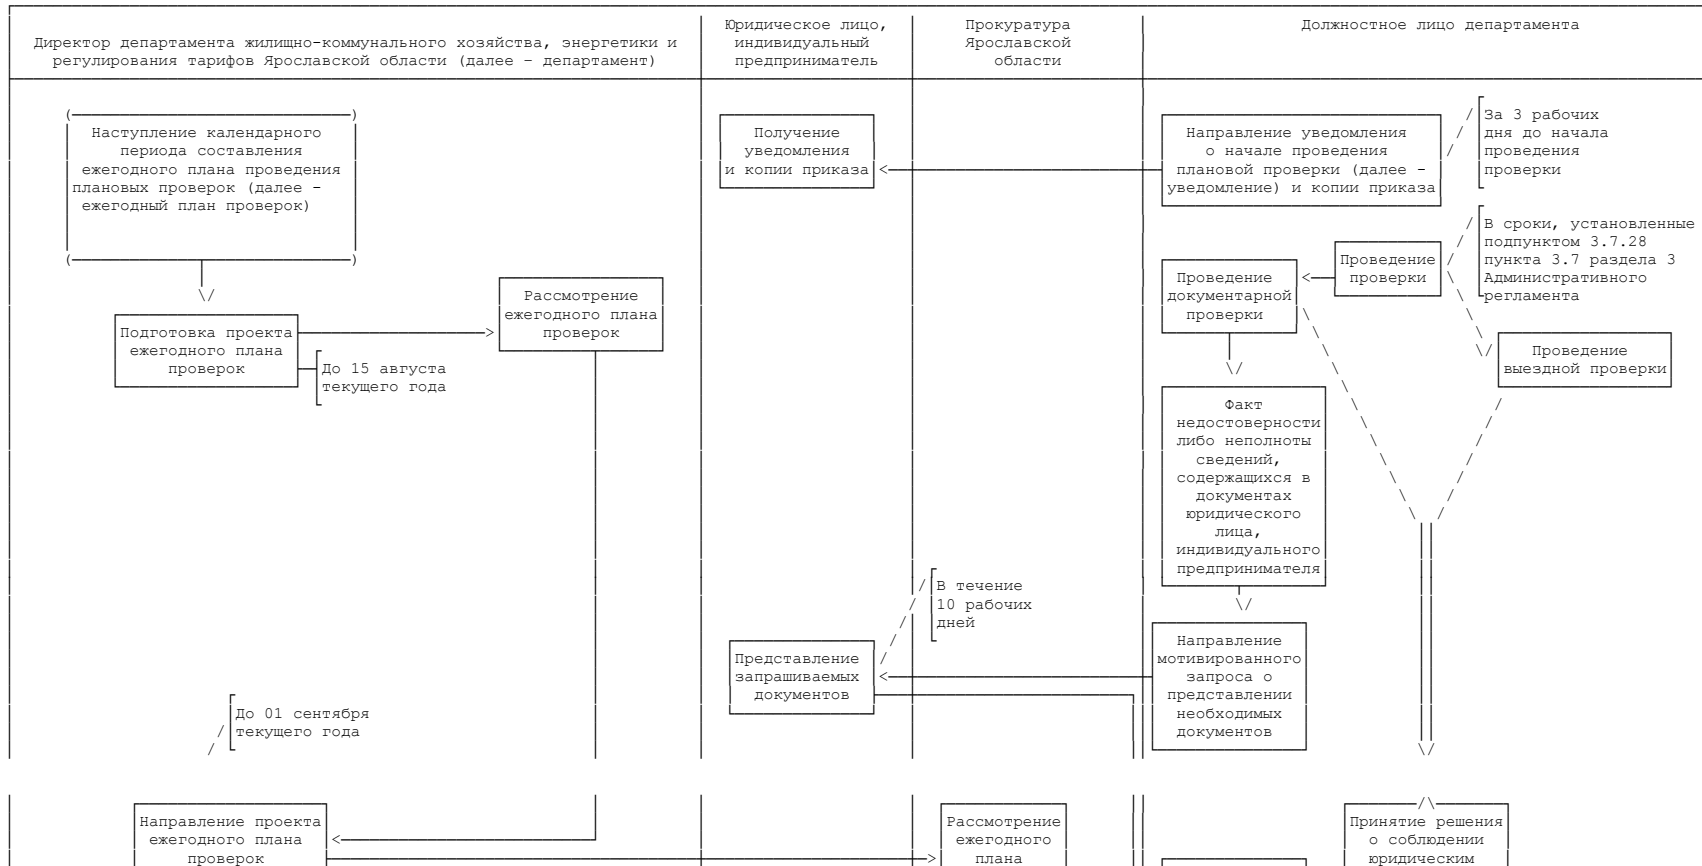 Директор департамента жилищно-коммунального хозяйства, энергетики и
регулирования тарифов Ярославской области (далее - департамент)
Юридическое лицо,
индивидуальный
предприниматель
Прокуратура
Ярославской
области
Должностное лицо департамента
Наступление календарного
периода составления
ежегодного плана проведения
плановых проверок (далее -
ежегодный план проверок)
Получение
уведомления
и копии приказа
Направление уведомления
о начале проведения
плановой проверки (далее -
уведомление) и копии приказа
За 3 рабочих
дня до начала
проведения
проверки
В сроки, установленные
подпунктом 3.7.28
пункта 3.7 раздела 3
Административного
регламента
Проведение
проверки
Проведение
документарной
проверки
Рассмотрение
ежегодного плана
проверок
Подготовка проекта
ежегодного плана
проверок
До 15 августа
текущего года
Проведение
выездной проверки
Факт
недостоверности
либо неполноты
сведений,
содержащихся в
документах
юридического
лица,
индивидуального
предпринимателя
В течение
10 рабочих
дней
Представление
запрашиваемых
документов
Направление
мотивированного
запроса о
представлении
необходимых
документов
До 01 сентября
текущего года
Направление проекта
ежегодного плана
проверок
Рассмотрение
ежегодного
плана
Принятие решения
о соблюдении
юридическим